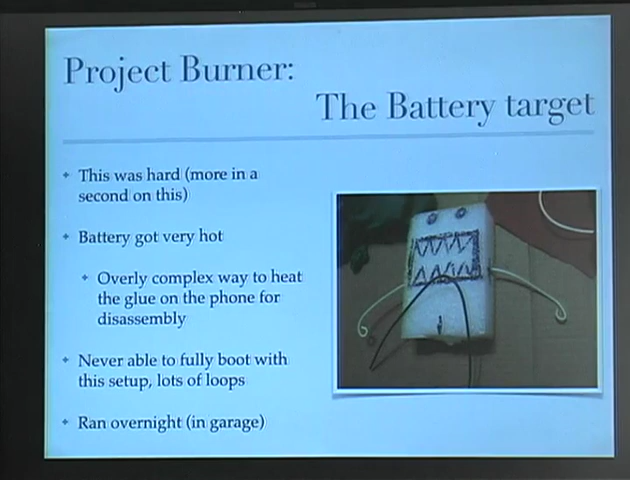 Project Burner:
The Battery target
This was hard (more in a
second on this)
Battery got very hot
Overly complex way to heat
the glue on the phone for
disassembly
Never able to fully boot with
this setup, lots of loops
Ran overnight (in garage)